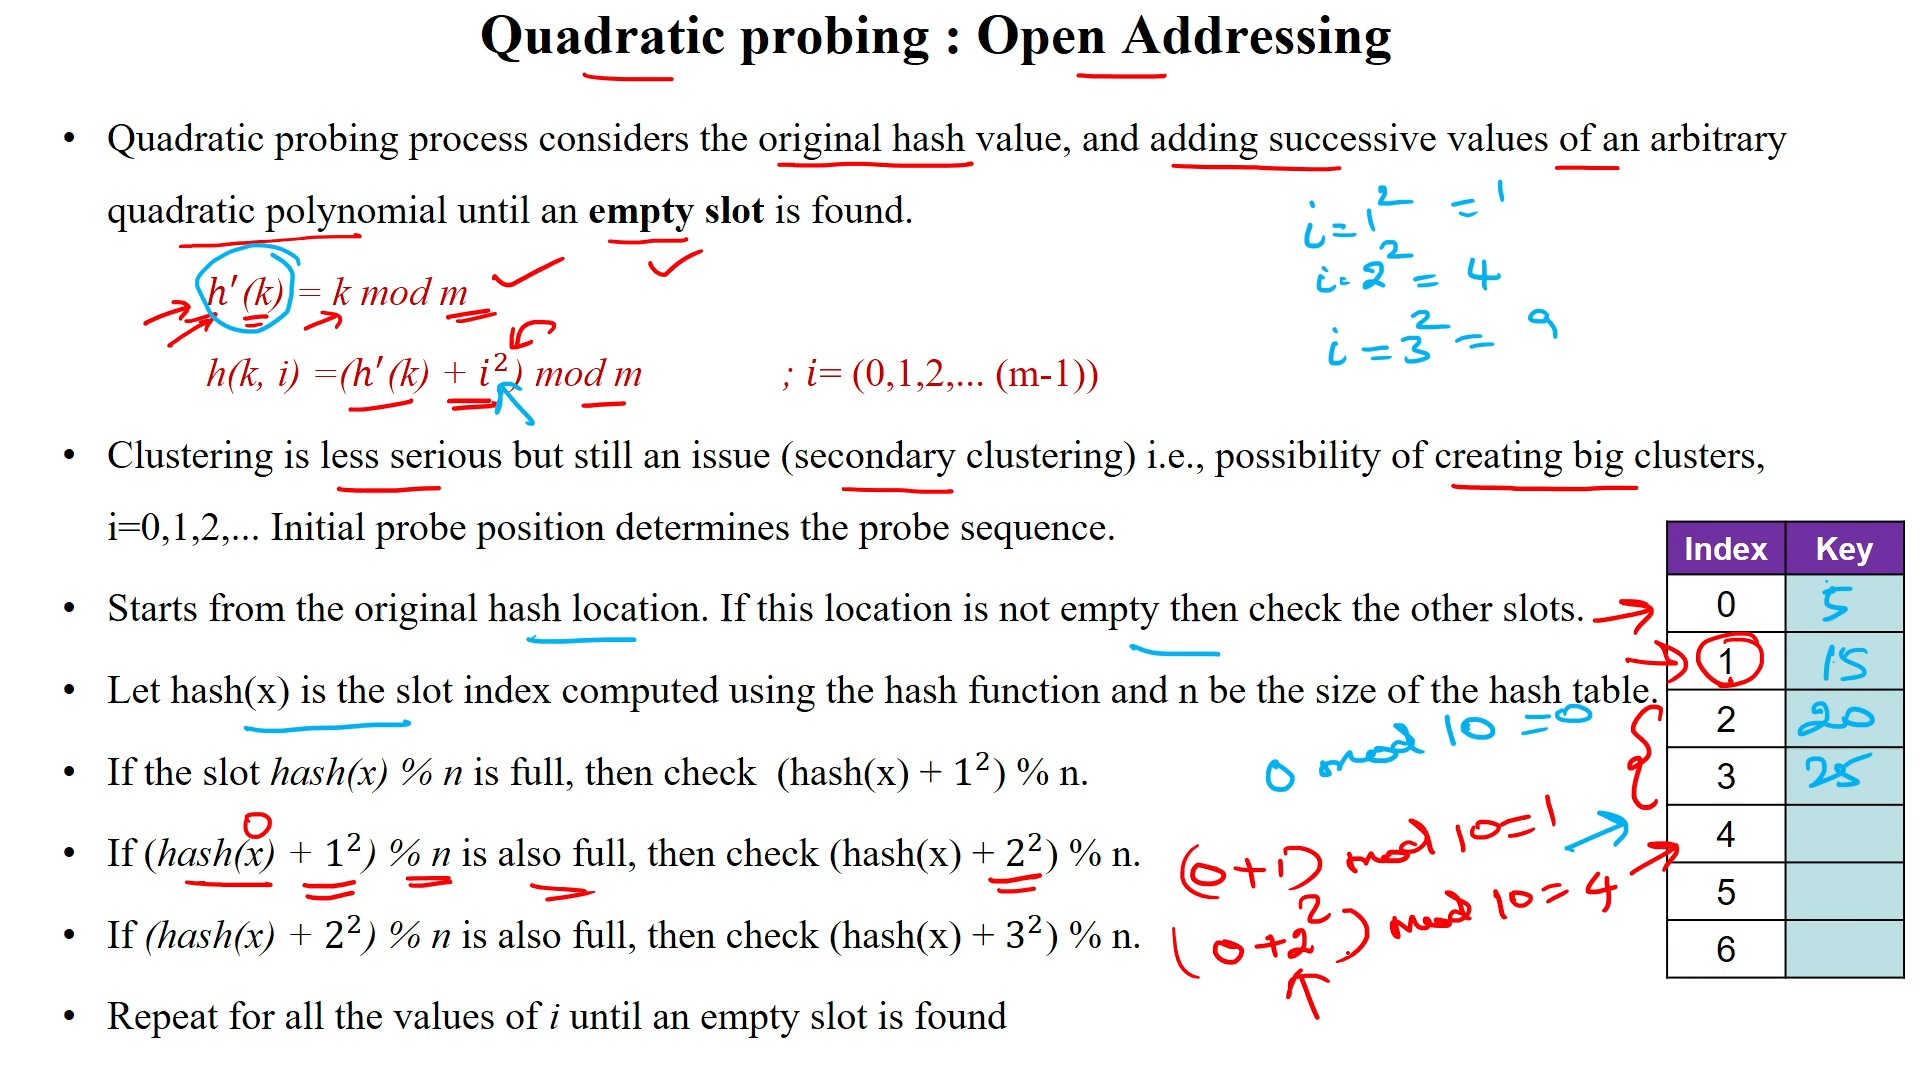 Quadratic probing : Open Addressing
• Quadratic probing process considers the original hash value, and adding successive values of an arbitrary
quadratic polynomial until an empty slot is found.
i=1² = 1
i=2² = 4
i=3² = 9
h′(k) = k mod m
h(k, i) =(h′(k) + i²) mod m ; i= (0,1,2,... (m-1))
• Clustering is less serious but still an issue (secondary clustering) i.e., possibility of creating big clusters,
i=0,1,2,... Initial probe position determines the probe sequence.
• Starts from the original hash location. If this location is not empty then check the other slots.
• Let hash(x) is the slot index computed using the hash function and n be the size of the hash table.
• If the slot hash(x) % n is full, then check (hash(x) + 1²) % n.
0
• If (hash(x) + 1²) % n is also full, then check (hash(x) + 2²) % n.
• If (hash(x) + 2²) % n is also full, then check (hash(x) + 3²) % n.
• Repeat for all the values of i until an empty slot is found
0 mod 10 = 0
(0+1) mod 10=1
(0+2²) mod 10= 4
Index Key
0 5
1 15
2 20
3 25
4
5
6